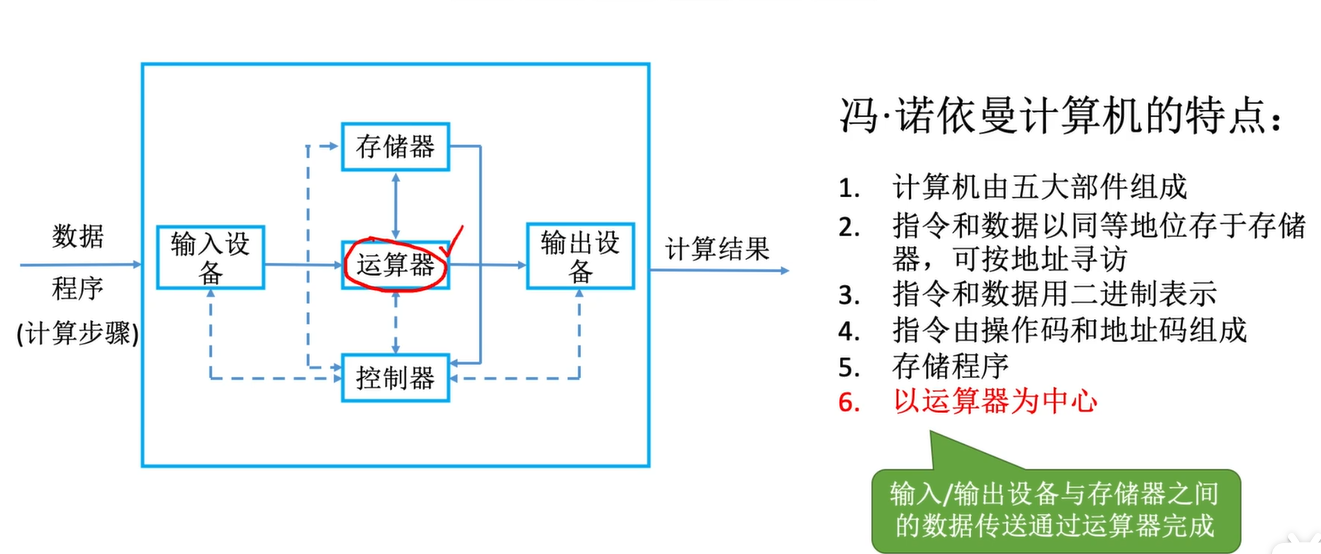 数据
程序
(计算步骤)
存储器
输入设
备
运算器
输出设
备
控制器
计算结果
冯·诺依曼计算机的特点：
1. 计算机由五大部件组成
2. 指令和数据以同等地位存于存储
器，可按地址寻访
3. 指令和数据用二进制表示
4. 指令由操作码和地址码组成
5. 存储程序
6. 以运算器为中心
输入/输出设备与存储器之间
的数据传送通过运算器完成